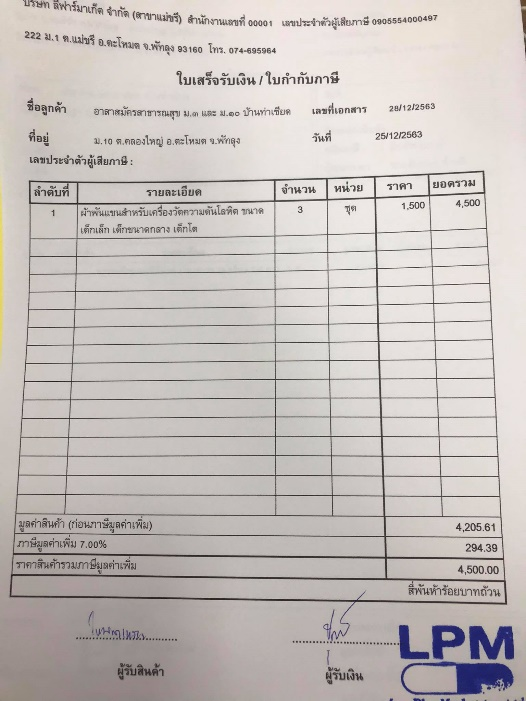 บริษัท ลีฟาร์มาเก็ต จำกัด (สาขาแม่ขรี) สำนักงานเลขที่ 00001 เลขประจำตัวผู้เสียภาษี 0905554000497
222 ม.1 ต.แม่ขรี อ.ตะโหมด จ.พัทลุง 93160 โทร. 074-695964
ใบเสร็จรับเงิน / ใบกำกับภาษี
ชื่อลูกค้า อาสาสมัครสาธารณสุข ม.๓ และ ม.๑๐ บ้านท่าเชียด เลขที่เอกสาร 28/12/2563
ที่อยู่ ม.10 ต.คลองใหญ่ อ.ตะโหมด จ.พัทลุง วันที่ 25/12/2563
เลขประจำตัวผู้เสียภาษี :
ลำดับที่ รายละเอียด จำนวน หน่วย ราคา ยอดรวม
1 ผ้าพันแขนสำหรับเครื่องวัดความดันโลหิต ขนาด 3 ชุด 1,500 4,500
เด็กเล็ก เด็กขนาดกลาง เด็กโต
มูลค่าสินค้า (ก่อนภาษีมูลค่าเพิ่ม) 4,205.61
ภาษีมูลค่าเพิ่ม 7.00% 294.39
ราคาสินค้ารวมภาษีมูลค่าเพิ่ม 4,500.00
สี่พันห้าร้อยบาทถ้วน
ผู้รับสินค้า ผู้รับเงิน
LPM